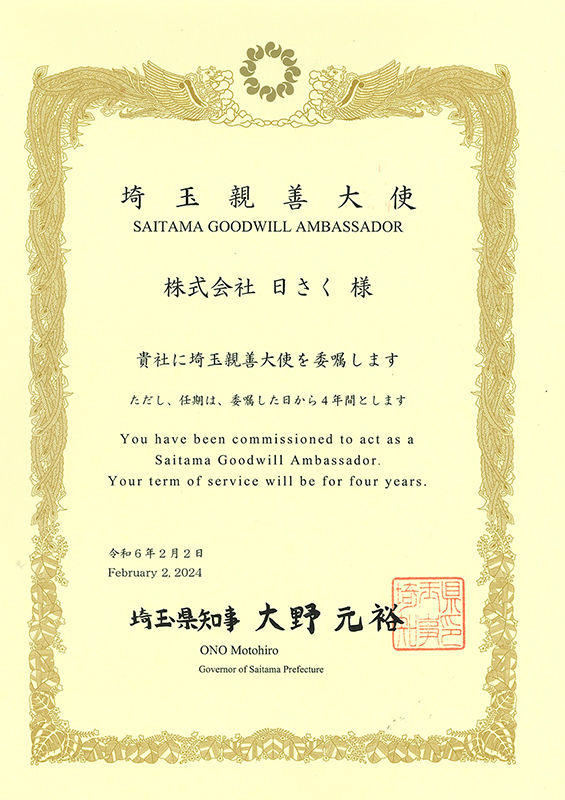 埼玉親善大使
SAITAMA GOODWILL AMBASSADOR
株式会社 日さく 様
貴社に埼玉親善大使を委嘱します
ただし、任期は、委嘱した日から４年間とします
You have been commissioned to act as a
Saitama Goodwill Ambassador.
Your term of service will be for four years.
令和６年２月２日
February 2, 2024
埼玉県知事 大野元裕
ONO Motohiro
Governor of Saitama Prefecture